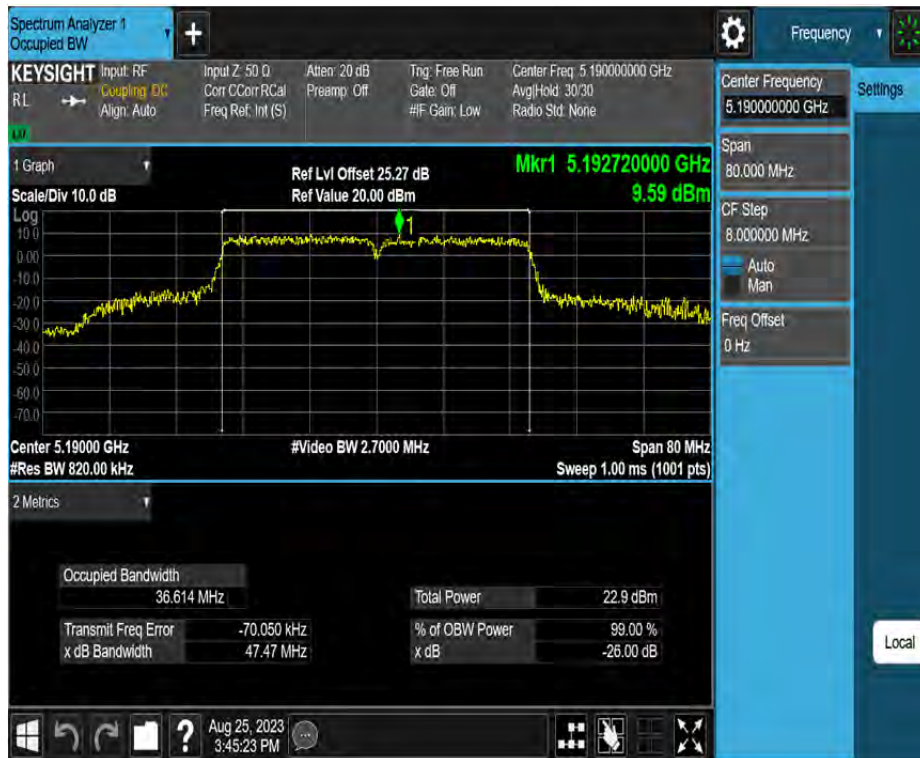 Spectrum Analyzer 1
Occupied BW
+
Frequency
KEYSIGHT
RL
Input: RF
Coupling: DC
Align: Auto
Input Z: 50 Ω
Corr CCorr RCal
Freq Ref: Int (S)
Atten: 20 dB
Preamp: Off
Trig: Free Run
Gate: Off
#IF Gain: Low
Center Freq: 5.190000000 GHz
Avg|Hold: 30/30
Radio Std: None
Center Frequency
5.190000000 GHz
Settings
Span
80.000 MHz
CF Step
8.000000 MHz
Auto
Man
Freq Offset
0 Hz
1 Graph
Scale/Div 10.0 dB
Ref Lvl Offset 25.27 dB
Ref Value 20.00 dBm
Mkr1 5.192720000 GHz
9.59 dBm
Log
10.0
0.00
-10.0
-20.0
-30.0
-40.0
-50.0
-60.0
-70.0
1
Center 5.19000 GHz
#Res BW 820.00 kHz
#Video BW 2.7000 MHz
Span 80 MHz
Sweep 1.00 ms (1001 pts)
2 Metrics
Occupied Bandwidth
36.614 MHz
Total Power 22.9 dBm
Transmit Freq Error -70.050 kHz
% of OBW Power 99.00 %
x dB Bandwidth 47.47 MHz
x dB -26.00 dB
Local
?
Aug 25, 2023
3:45:23 PM